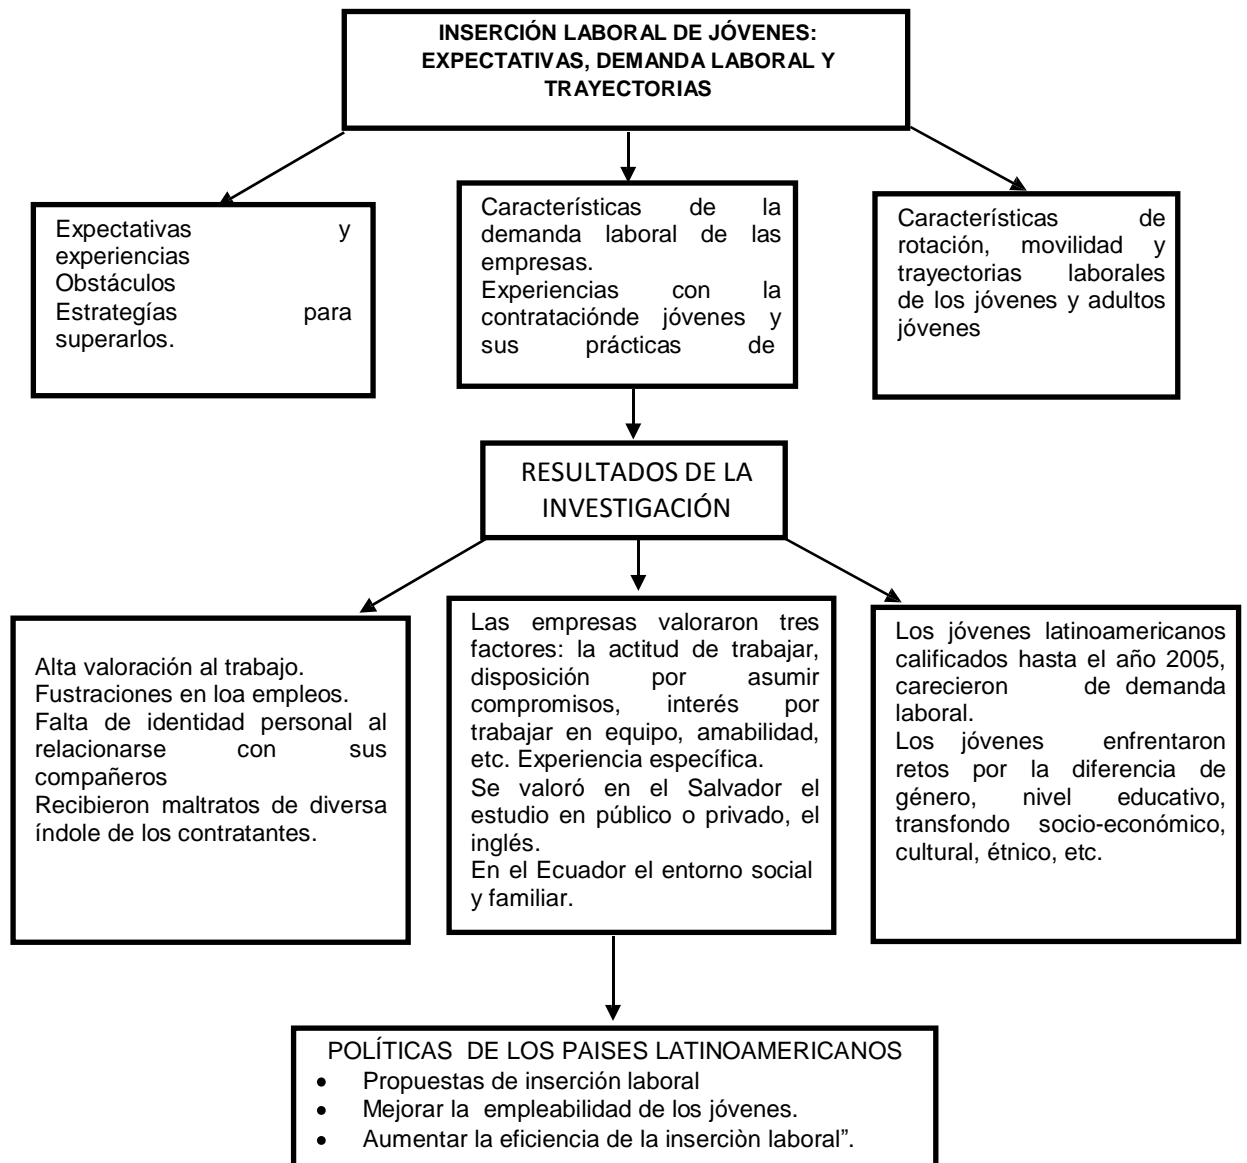 INSERCIÓN LABORAL DE JÓVENES:
EXPECTATIVAS, DEMANDA LABORAL Y
TRAYECTORIAS
Expectativas y
experiencias
Obstáculos
Estrategías para
superarlos.
Características de la
demanda laboral de las
empresas.
Experiencias con la
contrataciónde jóvenes y
sus prácticas de
Características de
rotación, movilidad y
trayectorias laborales
de los jóvenes y adultos
jóvenes
RESULTADOS DE LA
INVESTIGACIÓN
Alta valoración al trabajo.
Fustraciones en loa empleos.
Falta de identidad personal al
relacionarse con sus
compañeros
Recibieron maltratos de diversa
índole de los contratantes.
Las empresas valoraron tres
factores: la actitud de trabajar,
disposición por asumir
compromisos, interés por
trabajar en equipo, amabilidad,
etc. Experiencia específica.
Se valoró en el Salvador el
estudio en público o privado, el
inglés.
En el Ecuador el entorno social
y familiar.
Los jóvenes latinoamericanos
calificados hasta el año 2005,
carecieron de demanda
laboral.
Los jóvenes enfrentaron
retos por la diferencia de
género, nivel educativo,
transfondo socio-económico,
cultural, étnico, etc.
POLÍTICAS DE LOS PAISES LATINOAMERICANOS
• Propuestas de inserción laboral
• Mejorar la empleabilidad de los jóvenes.
• Aumentar la eficiencia de la inserciòn laboral”.